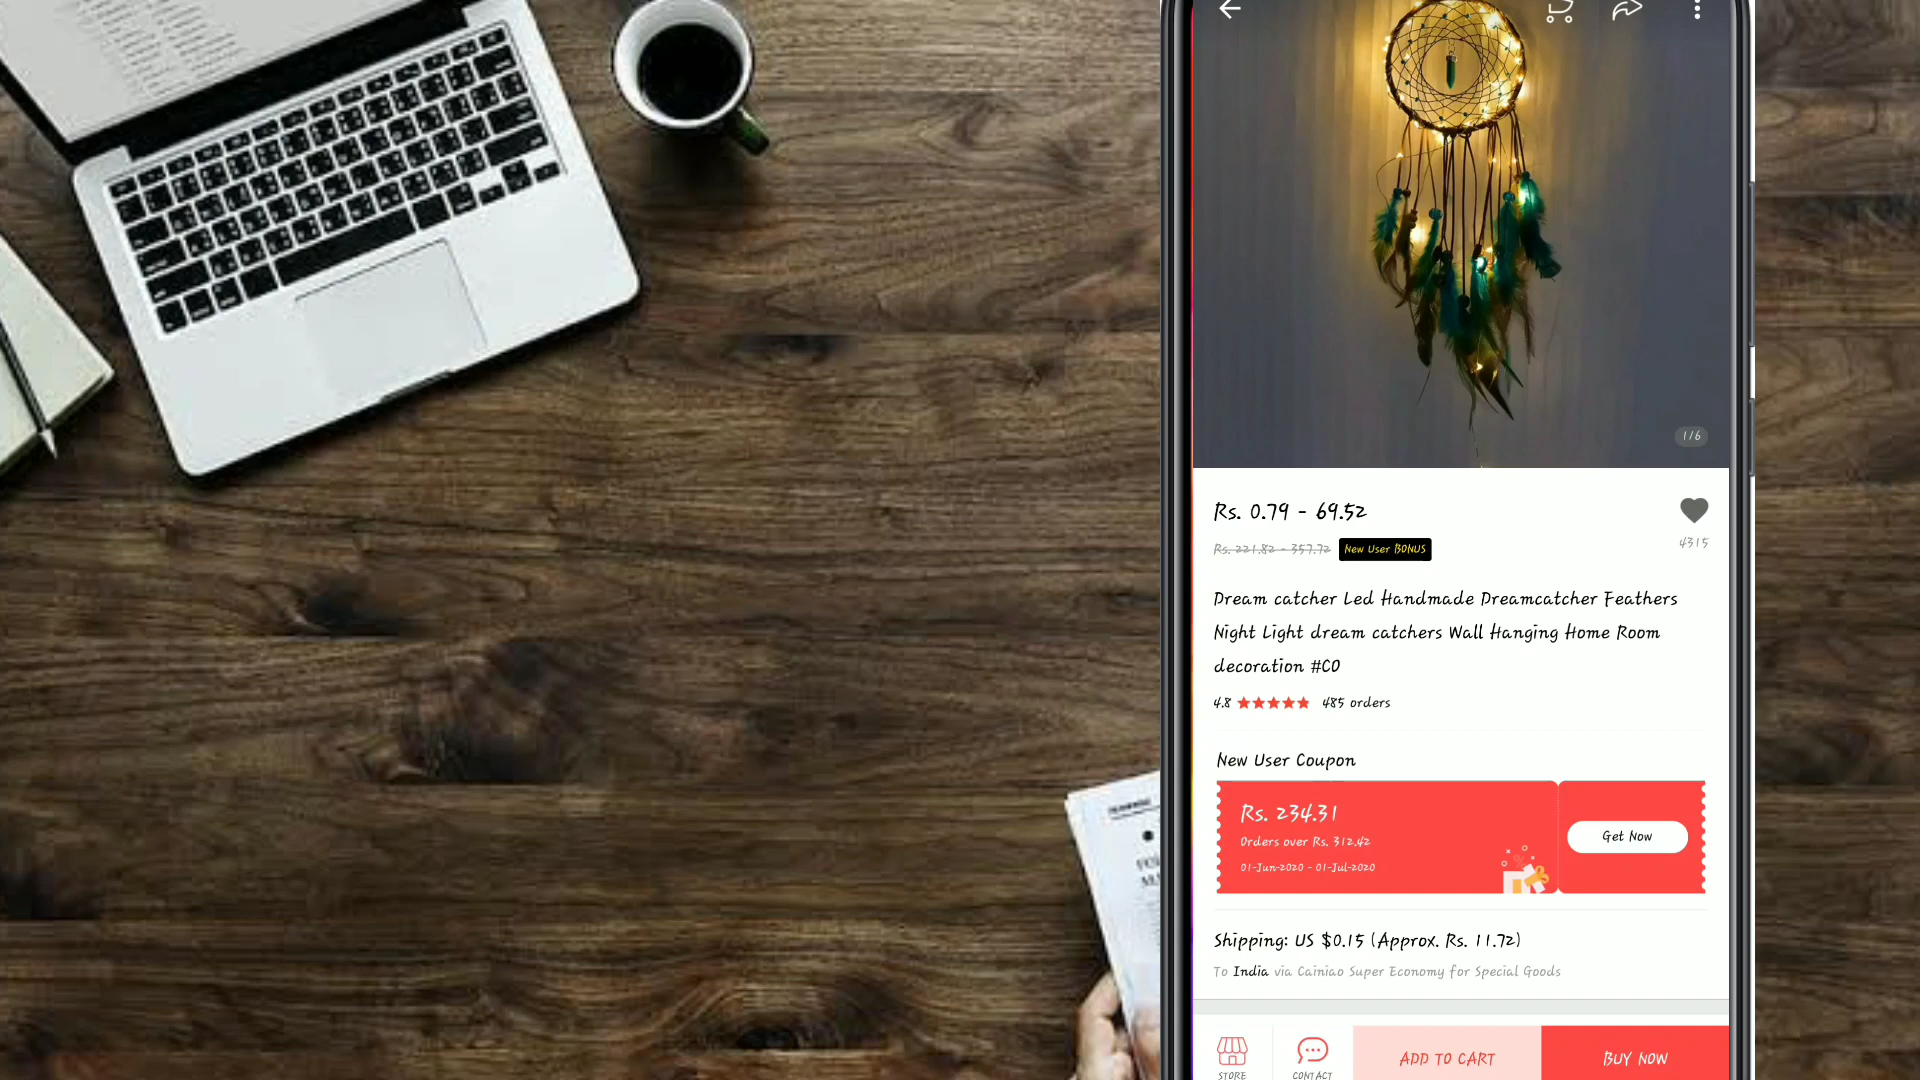 1/6
Rs. 0.79 - 69.52
4315
Rs. 221.82 - 357.72 New User BONUS
Dream catcher Led Handmade Dreamcatcher Feathers
Night Light dream catchers Wall Hanging Home Room
decoration #C0
4.8 485 orders
New User Coupon
Rs. 234.31
Orders over Rs. 312.42
01-Jun-2020 - 01-Jul-2020
Get Now
Shipping: US $0.15 (Approx. Rs. 11.72)
To India via Cainiao Super Economy for Special Goods
STORE
CONTACT
ADD TO CART
BUY NOW